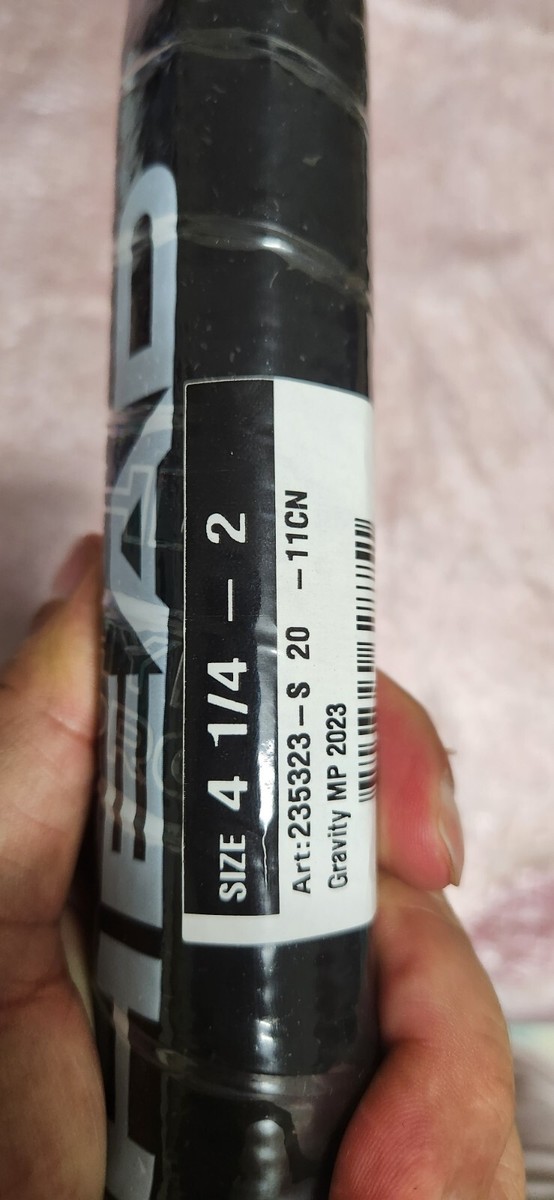 HEAD
SIZE 4 1/4 - 2
Art:235323-S 20 -11CN
Gravity MP 2023